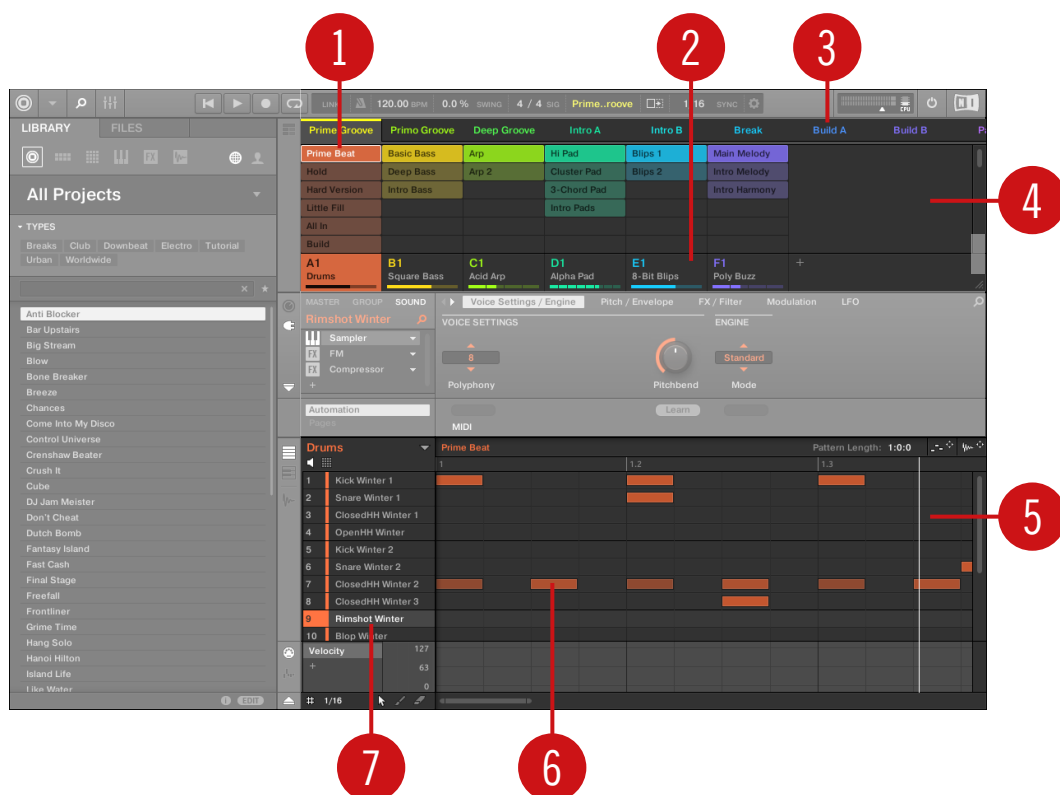 1
2
3
LINK 120.00 BPM 0.0 % SWING 4 / 4 SIG Prime..roove 1/16 SYNC CPU
LIBRARY FILES
FX
All Projects
TYPES
Breaks Club Downbeat Electro Tutorial
Urban Worldwide
Anti Blocker
Bar Upstairs
Big Stream
Blow
Bone Breaker
Breeze
Chances
Come Into My Disco
Control Universe
Crenshaw Beater
Crush It
Cube
DJ Jam Meister
Don't Cheat
Dutch Bomb
Fantasy Island
Fast Cash
Final Stage
Freefall
Frontliner
Grime Time
Hang Solo
Hanoi Hilton
Island Life
Like Water
EDIT
Prime Groove Primo Groove Deep Groove Intro A Intro B Break Build A Build B
Prime Beat Basic Bass Arp Hi Pad Blips 1 Main Melody
Hold Deep Bass Arp 2 Cluster Pad Blips 2 Intro Melody
Hard Version Intro Bass 3-Chord Pad Intro Harmony
Little Fill Intro Pads
All In
Build
4
A1 B1 C1 D1 E1 F1 +
Drums Square Bass Acid Arp Alpha Pad 8-Bit Blips Poly Buzz
MASTER GROUP SOUND Voice Settings / Engine Pitch / Envelope FX / Filter Modulation LFO
Rimshot Winter VOICE SETTINGS ENGINE
Sampler
FX FM 8 Standard
FX Compressor
+ Polyphony Pitchbend Mode
Automation Learn
Pages
MIDI
Drums Prime Beat Pattern Length: 1:0:0
1 1.2 1.3
1 Kick Winter 1
2 Snare Winter 1
3 ClosedHH Winter 1
5
4 OpenHH Winter
5 Kick Winter 2
6 Snare Winter 2
7 ClosedHH Winter 2
8 ClosedHH Winter 3
9 Rimshot Winter
10 Blop Winter
Velocity 127
+ 63
0
1/16
7
6